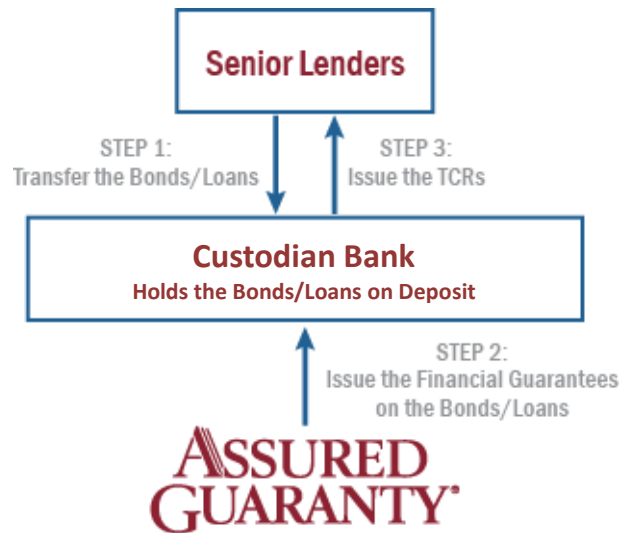 Senior Lenders
STEP 1:
Transfer the Bonds/Loans
STEP 3:
Issue the TCRs
Custodian Bank
Holds the Bonds/Loans on Deposit
STEP 2:
Issue the Financial Guarantees
on the Bonds/Loans
ASSURED
GUARANTY®